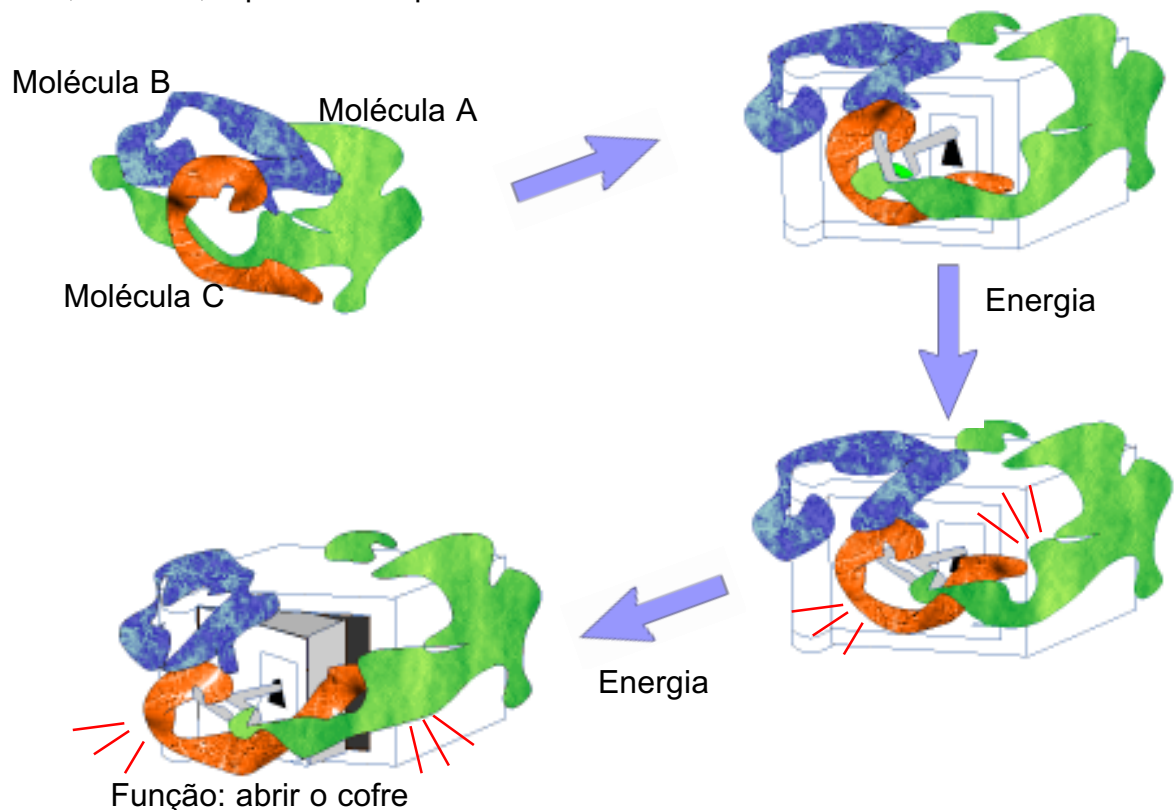 Molécula B
Molécula A
Molécula C
Energia
Energia
Função: abrir o cofre